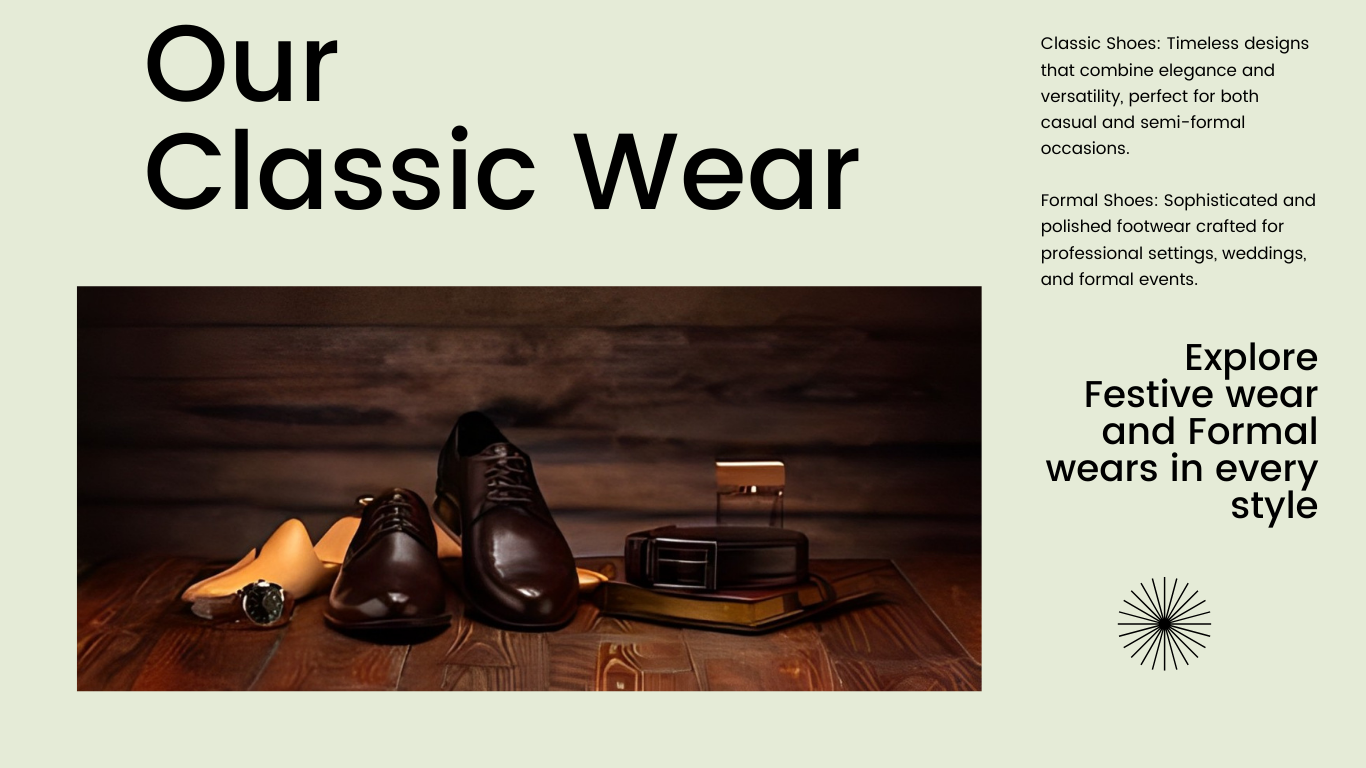 Our
Classic Wear
Classic Shoes: Timeless designs
that combine elegance and
versatility, perfect for both
casual and semi-formal
occasions.
Formal Shoes: Sophisticated and
polished footwear crafted for
professional settings, weddings,
and formal events.
Explore
Festive wear
and Formal
wears in every
style